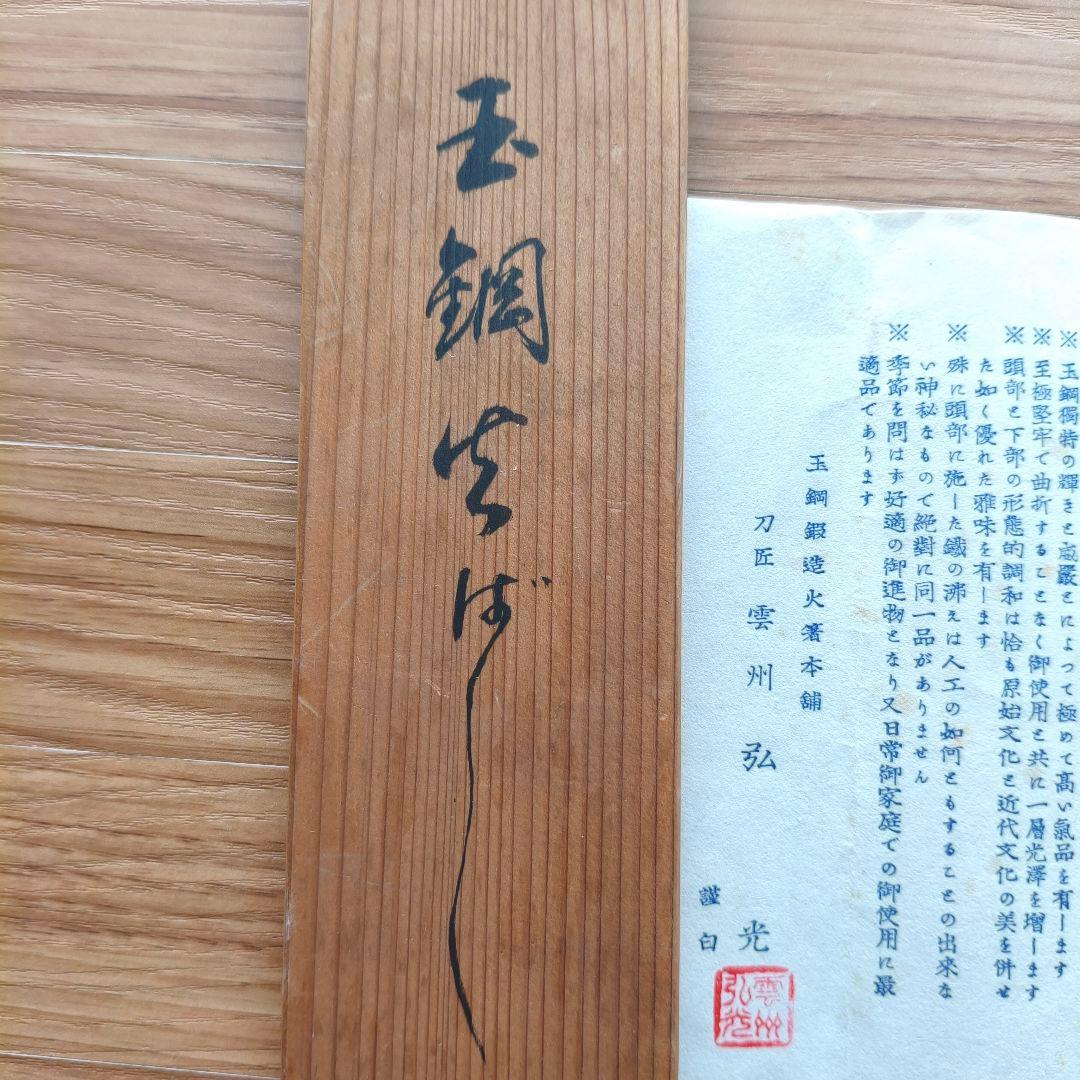 玉鋼火ばし
※玉鋼獨特の輝きと威嚴とによって極めて高い氣品を有します
※至極堅牢で曲折することなく御使用と共に一層光澤を增します
※頭部と下部の形態的調和は恰も原始文化と近代文化の美を併せ
た如く優れた雅味を有します
※殊に頭部に施した鐵の沸えは人工の如何ともすることの出來な
い神秘なもので絶對に同一品がありません
※季節を問はず好適の御進物となり又日常御家庭での御使用に最
適品であります
玉鋼鍛造火箸本舗
刀匠 雲州弘光
謹白
雲州
弘光